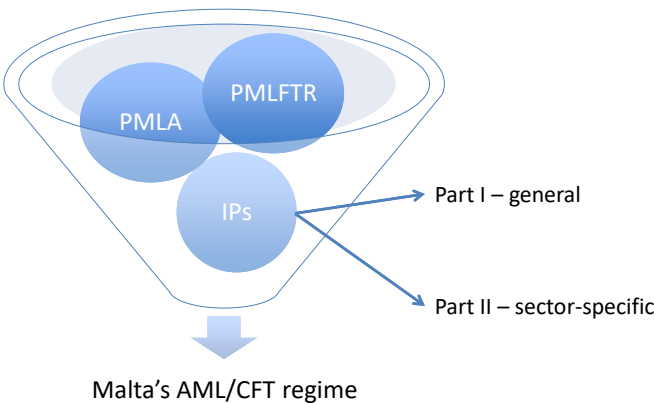 PMLFTR
PMLA
IPs
Part I – general
Part II – sector-specific
Malta’s AML/CFT regime